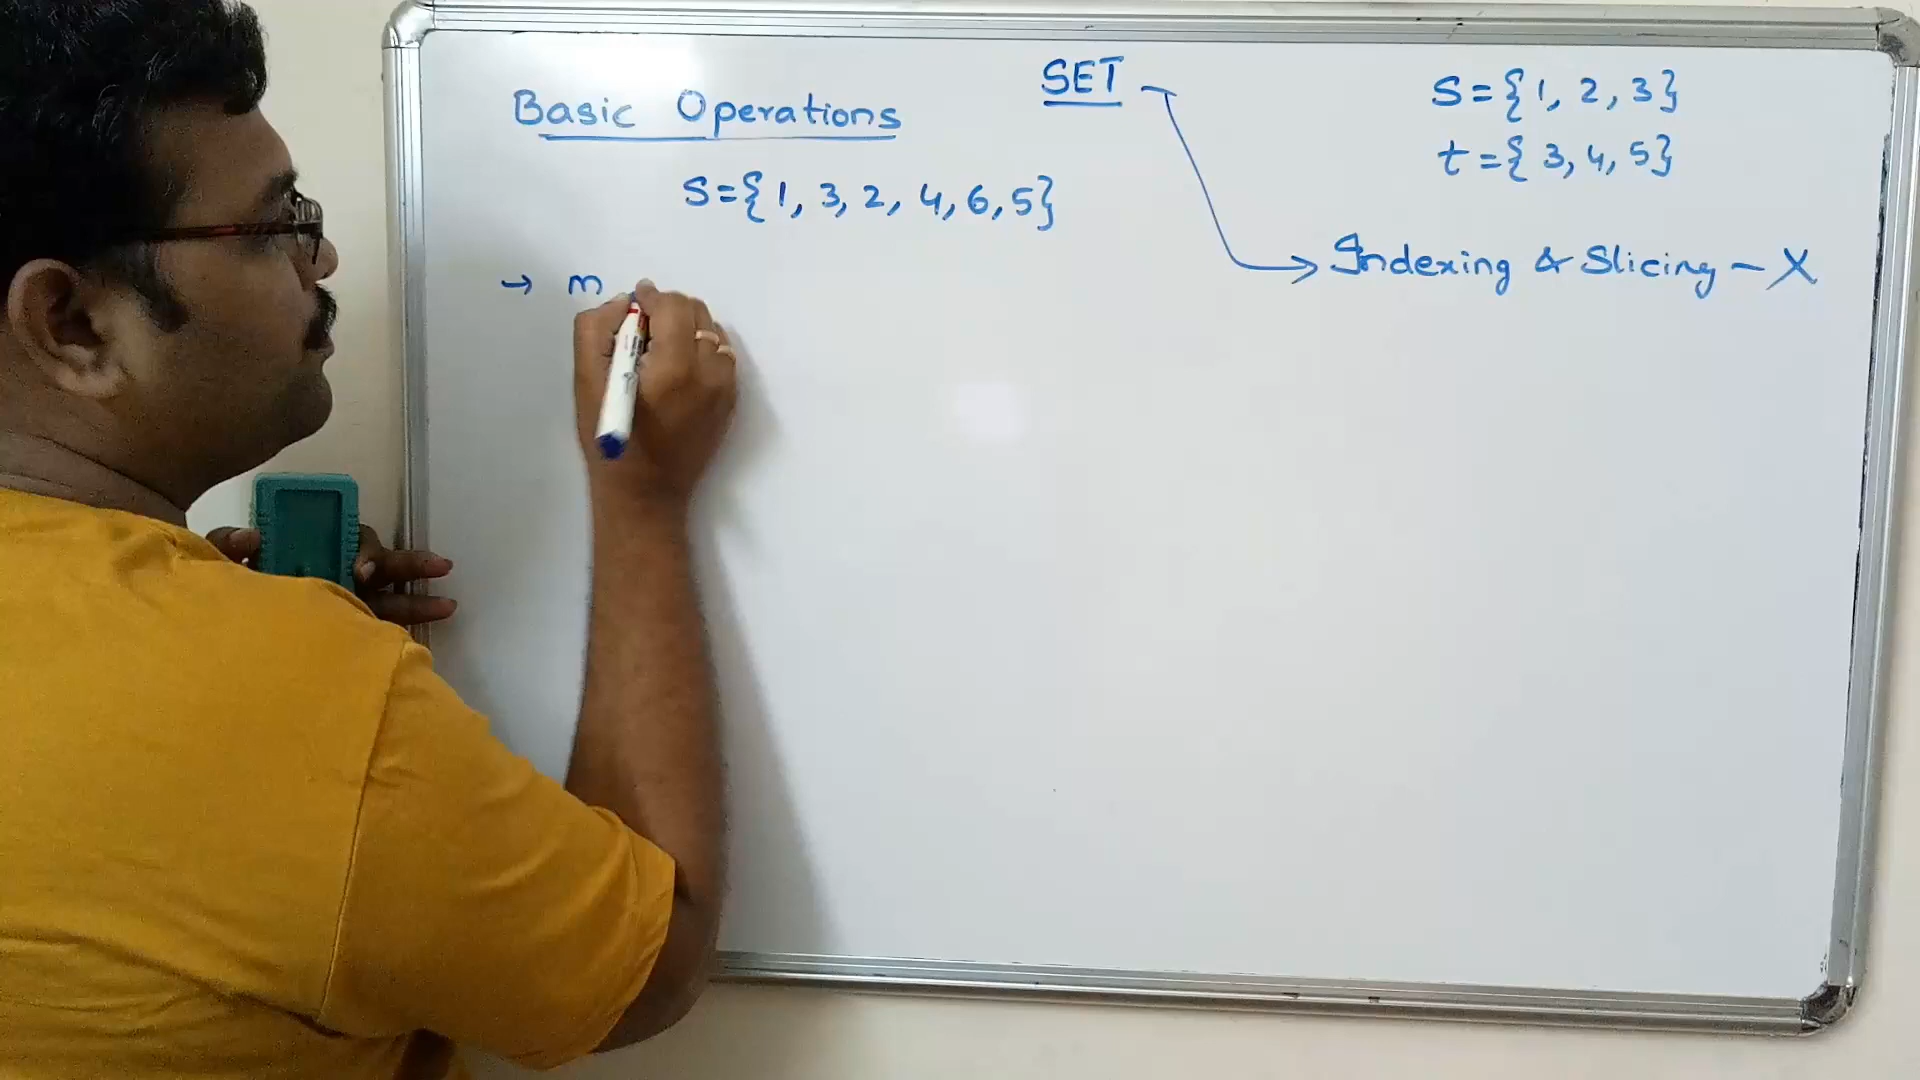 SET
Basic Operations
S={1, 3, 2, 4, 6, 5}
→ m
S={1, 2, 3}
t={3, 4, 5}
→ Indexing & Slicing - X